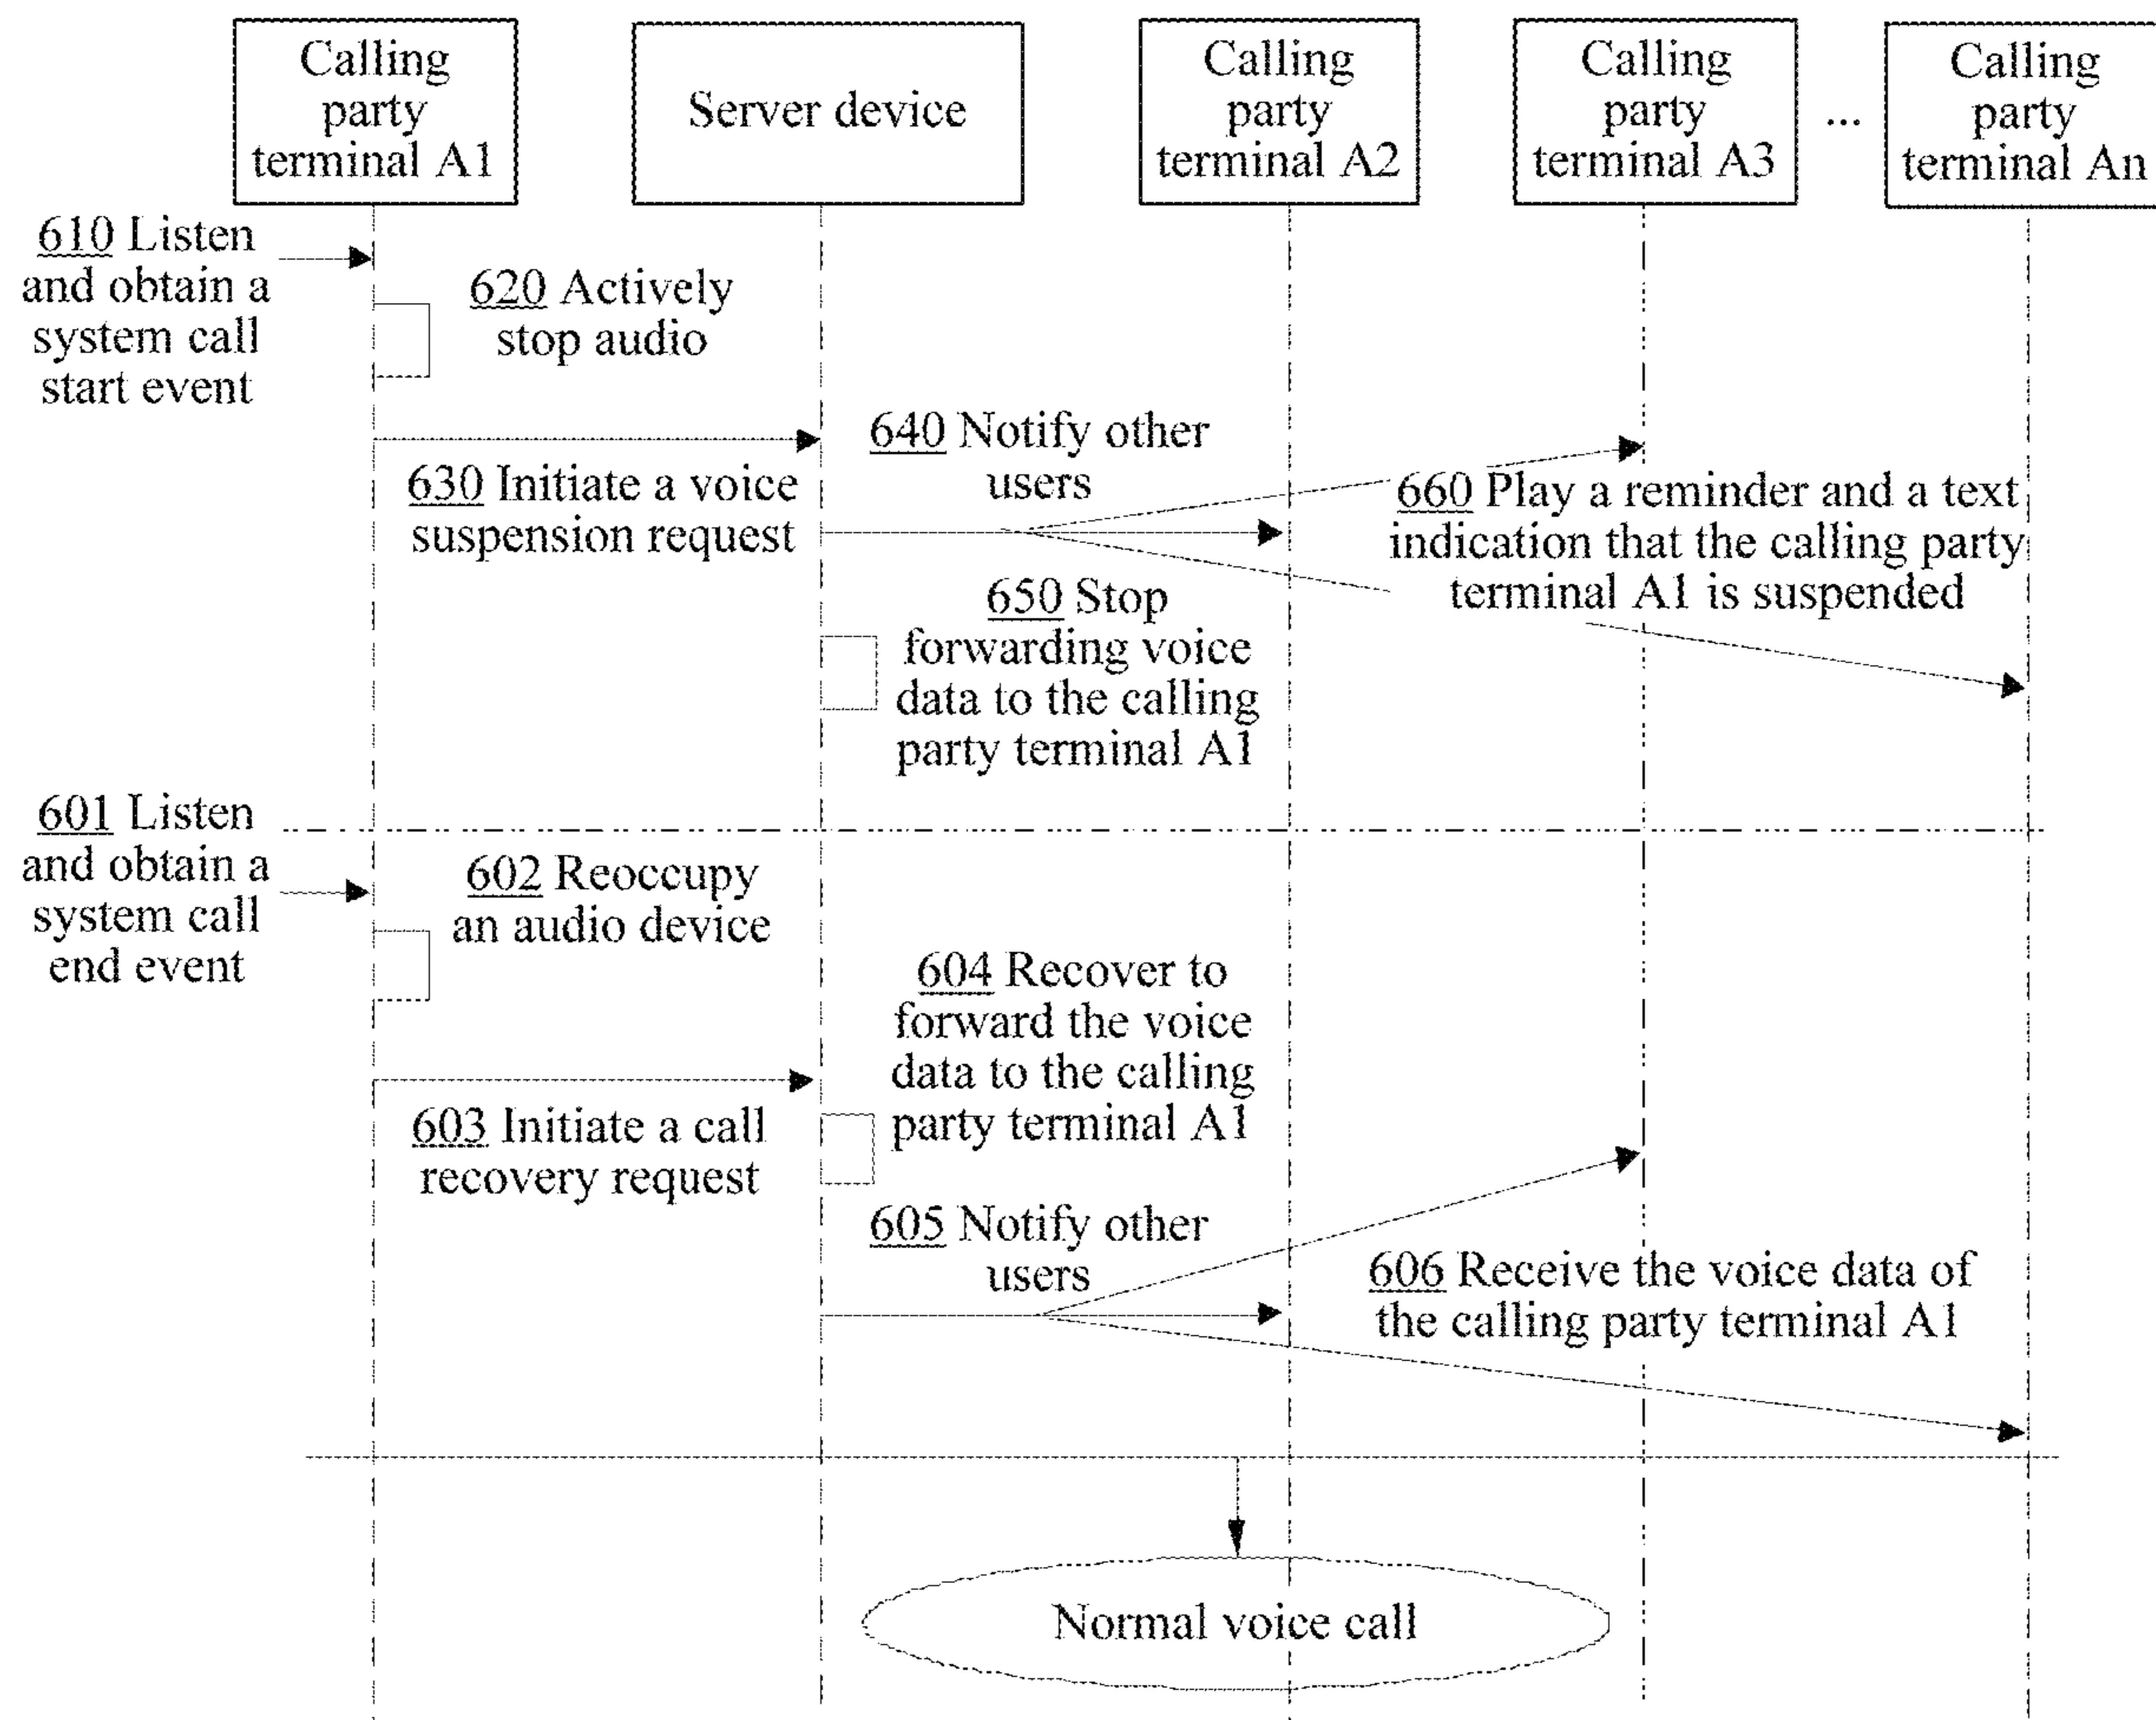 Calling
party
terminal A1
Server device
Calling
party
terminal A2
Calling
party
terminal A3
...
Calling
party
terminal An
610 Listen
and obtain a
system call
start event
620 Actively
stop audio
630 Initiate a voice
suspension request
640 Notify other
users
660 Play a reminder and a text
indication that the calling party
terminal A1 is suspended
650 Stop
forwarding voice
data to the calling
party terminal A1
601 Listen
and obtain a
system call
end event
602 Reoccupy
an audio device
604 Recover to
forward the voice
data to the calling
party terminal A1
603 Initiate a call
recovery request
605 Notify other
users
606 Receive the voice data of
the calling party terminal A1
Normal voice call